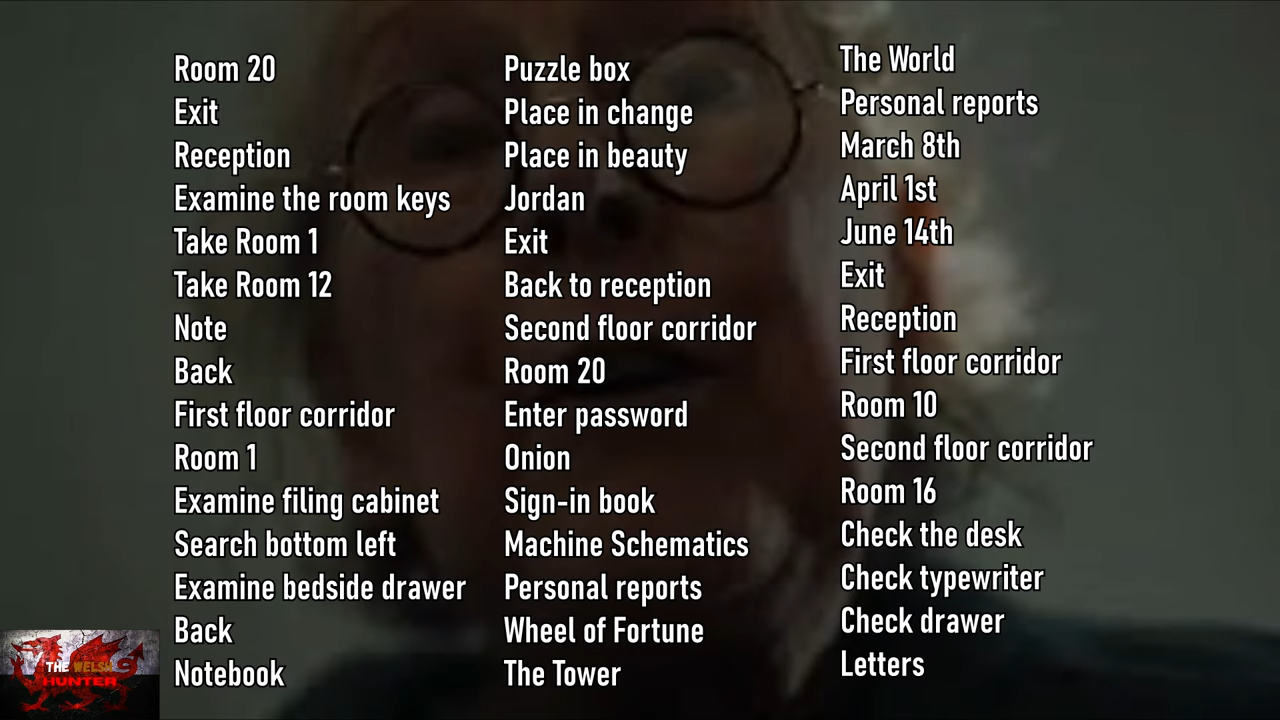 Room 20
Exit
Reception
Examine the room keys
Take Room 1
Take Room 12
Note
Back
First floor corridor
Room 1
Examine filing cabinet
Search bottom left
Examine bedside drawer
Back
Notebook
Puzzle box
Place in change
Place in beauty
Jordan
Exit
Back to reception
Second floor corridor
Room 20
Enter password
Onion
Sign-in book
Machine Schematics
Personal reports
Wheel of Fortune
The Tower
The World
Personal reports
March 8th
April 1st
June 14th
Exit
Reception
First floor corridor
Room 10
Second floor corridor
Room 16
Check the desk
Check typewriter
Check drawer
Letters
THE WELSH
HUNTER